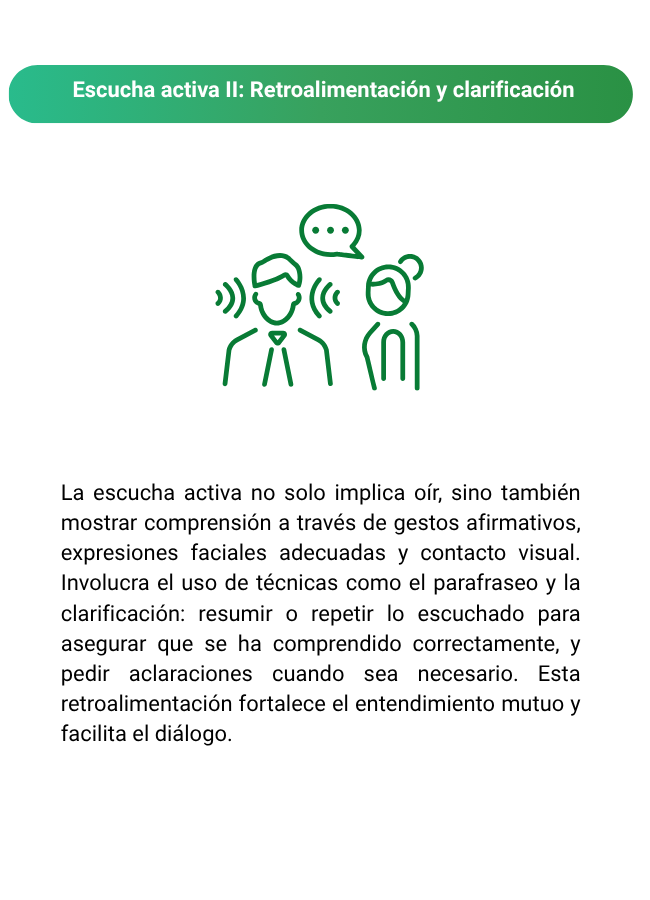 Escucha activa II: Retroalimentación y clarificación
La escucha activa no solo implica oír, sino también
mostrar comprensión a través de gestos afirmativos,
expresiones faciales adecuadas y contacto visual.
Involucra el uso de técnicas como el parafraseo y la
clarificación: resumir o repetir lo escuchado para
asegurar que se ha comprendido correctamente, y
pedir aclaraciones cuando sea necesario. Esta
retroalimentación fortalece el entendimiento mutuo y
facilita el diálogo.